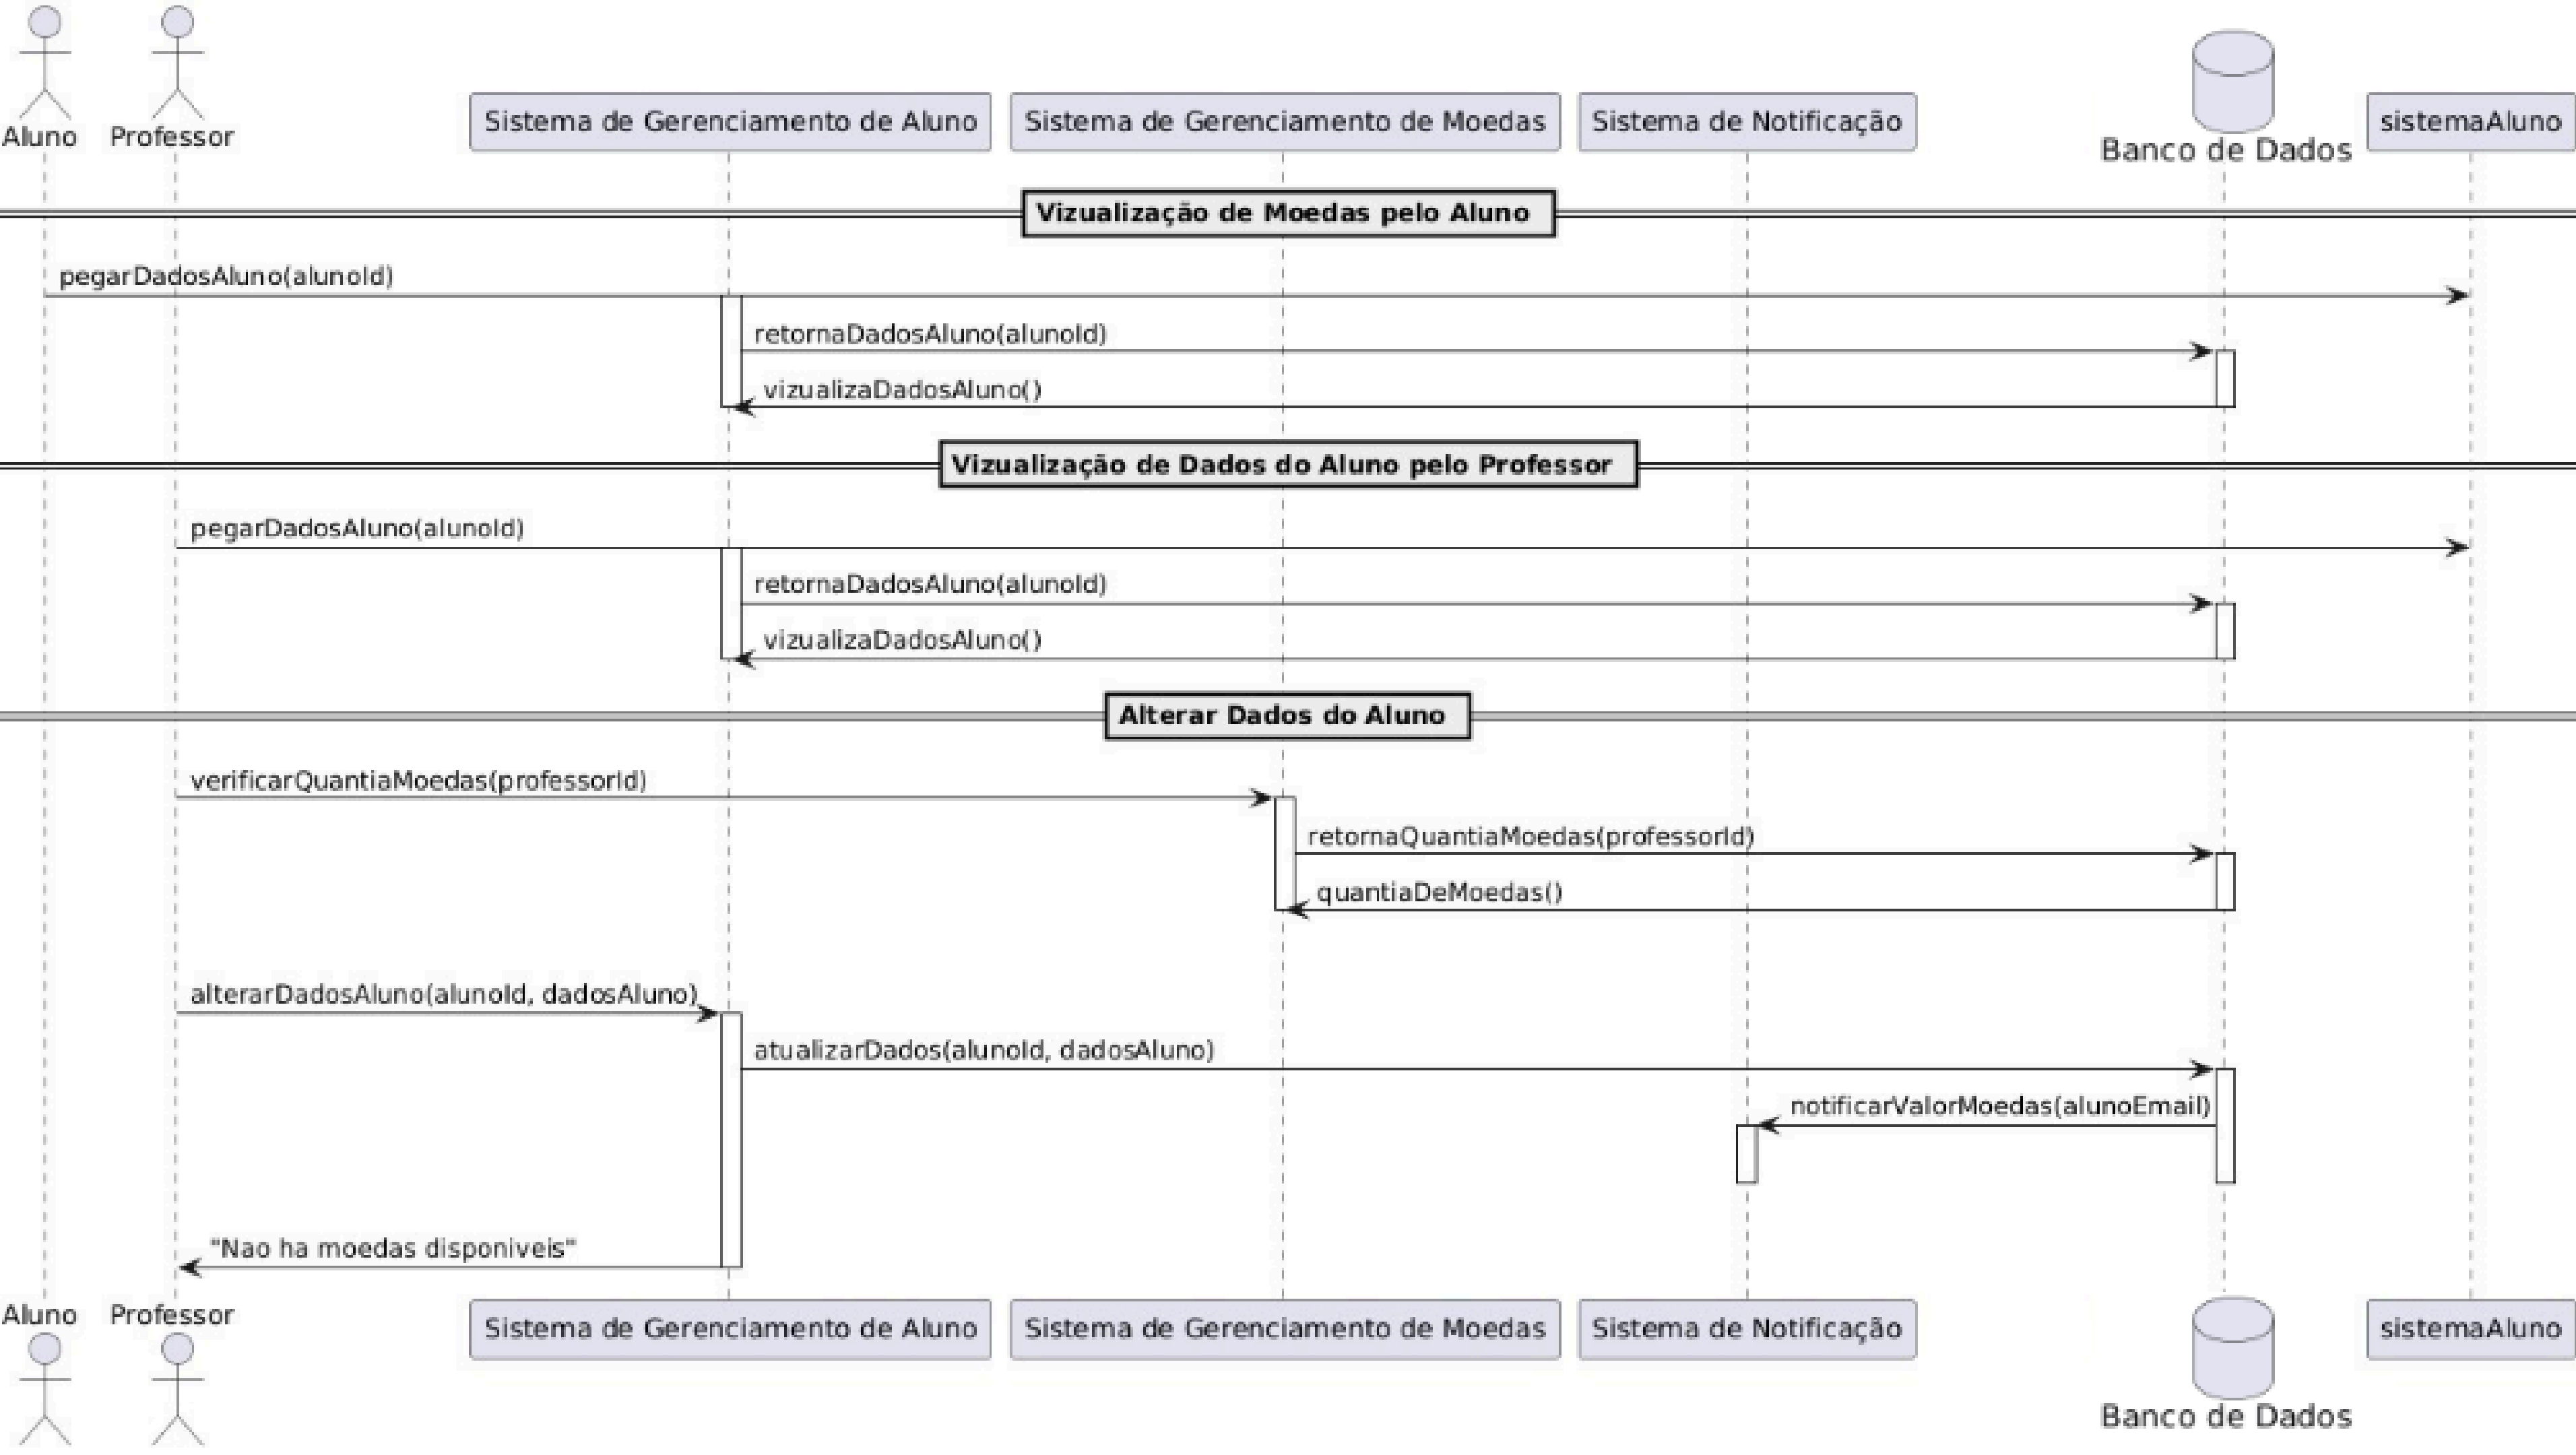 Aluno
Professor
Sistema de Gerenciamento de Aluno
Sistema de Gerenciamento de Moedas
Sistema de Notificação
Banco de Dados
sistemaAluno
Vizualização de Moedas pelo Aluno
pegarDadosAluno(alunoId)
retornaDadosAluno(alunoId)
vizualizaDadosAluno()
Vizualização de Dados do Aluno pelo Professor
pegarDadosAluno(alunoId)
retornaDadosAluno(alunoId)
vizualizaDadosAluno()
Alterar Dados do Aluno
verificarQuantiaMoedas(professorId)
retornaQuantiaMoedas(professorId)
quantiaDeMoedas()
alterarDadosAluno(alunoId, dadosAluno)
atualizarDados(alunoId, dadosAluno)
notificarValorMoedas(alunoEmail)
"Nao ha moedas disponiveis"
Aluno
Professor
Sistema de Gerenciamento de Aluno
Sistema de Gerenciamento de Moedas
Sistema de Notificação
Banco de Dados
sistemaAluno